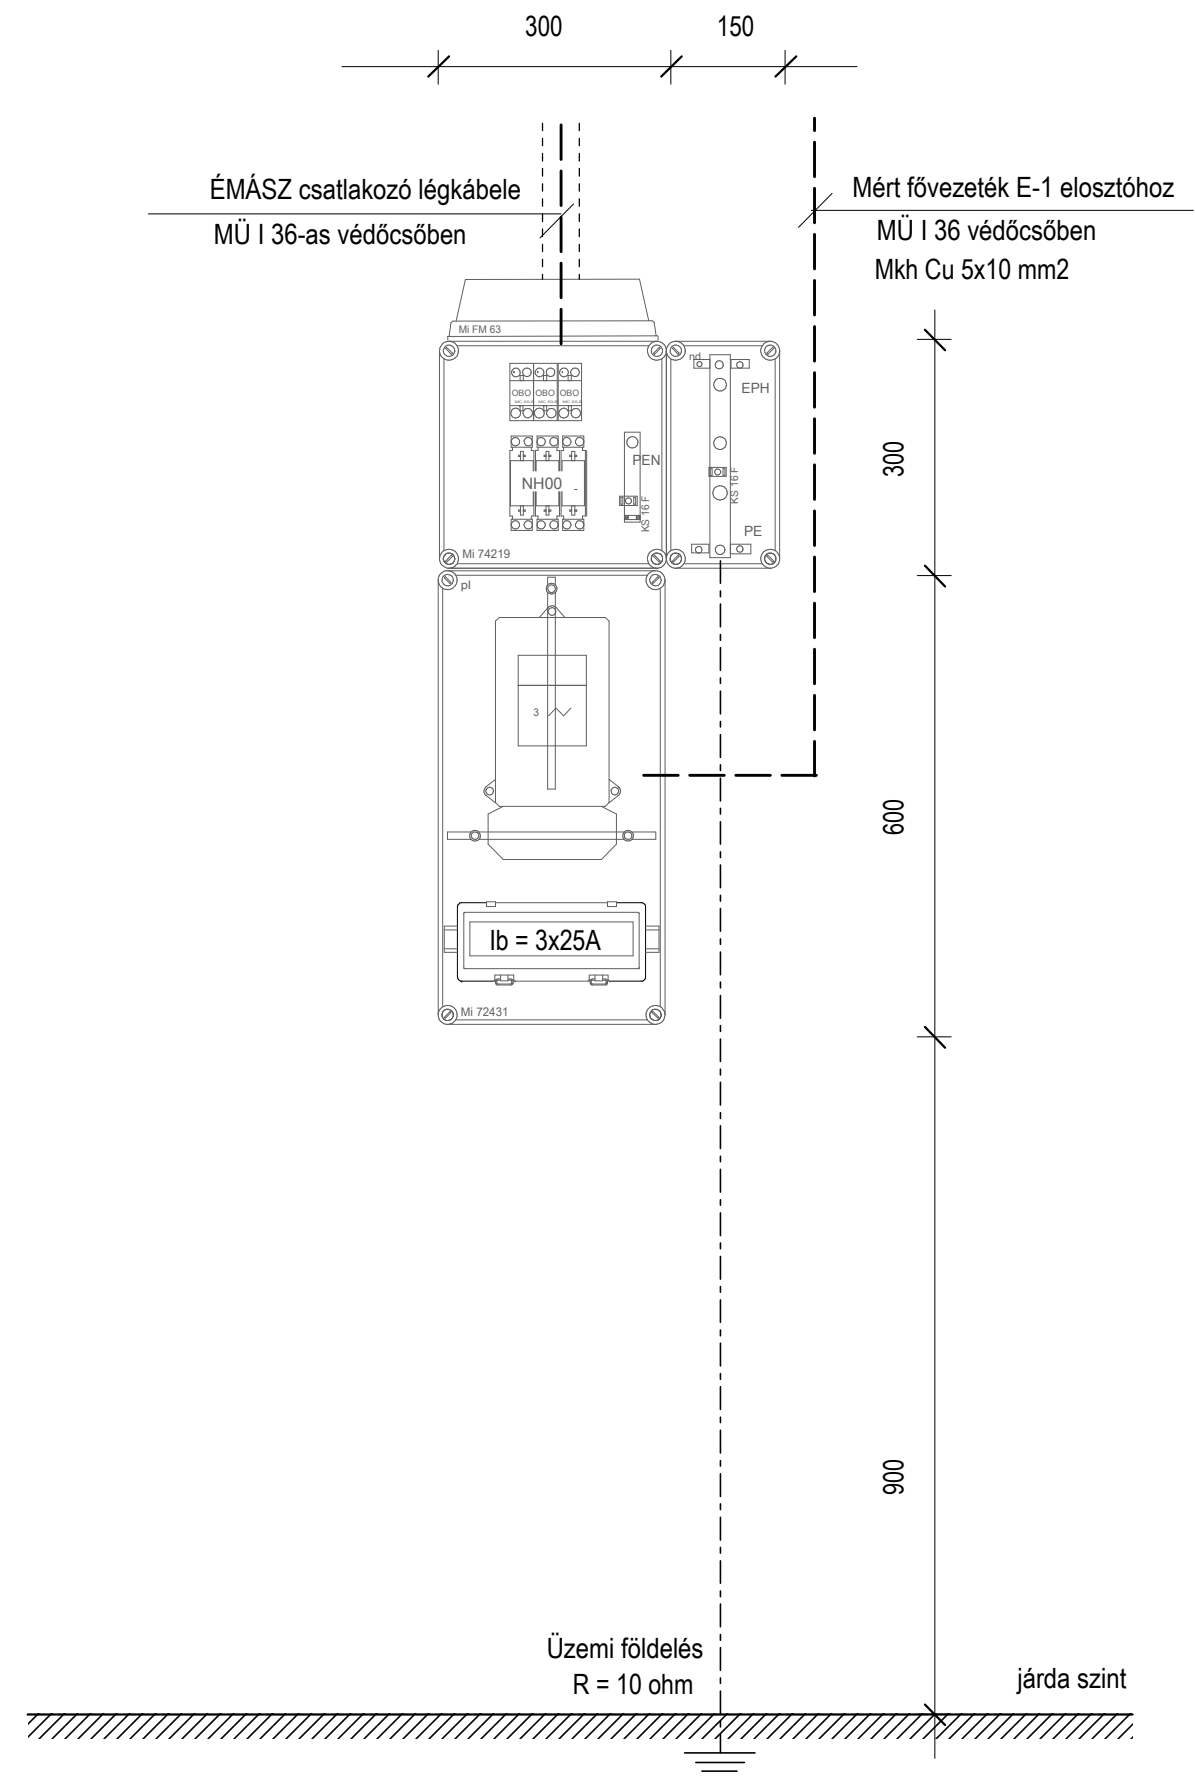 300
150
ÉMÁSZ csatlakozó légkábele
MÜ I 36-as védőcsőben
Mért fővezeték E-1 elosztóhoz
MÜ I 36 védőcsőben
Mkh Cu 5x10 mm2
Mi FM 63
nd
OBO OBO OBO
EPH
PEN
NH00
KS 16 F
KS 16 F
PE
Mi 74219
300
pl
3
600
Ib = 3x25A
Mi 72431
900
Üzemi földelés
R = 10 ohm
járda szint